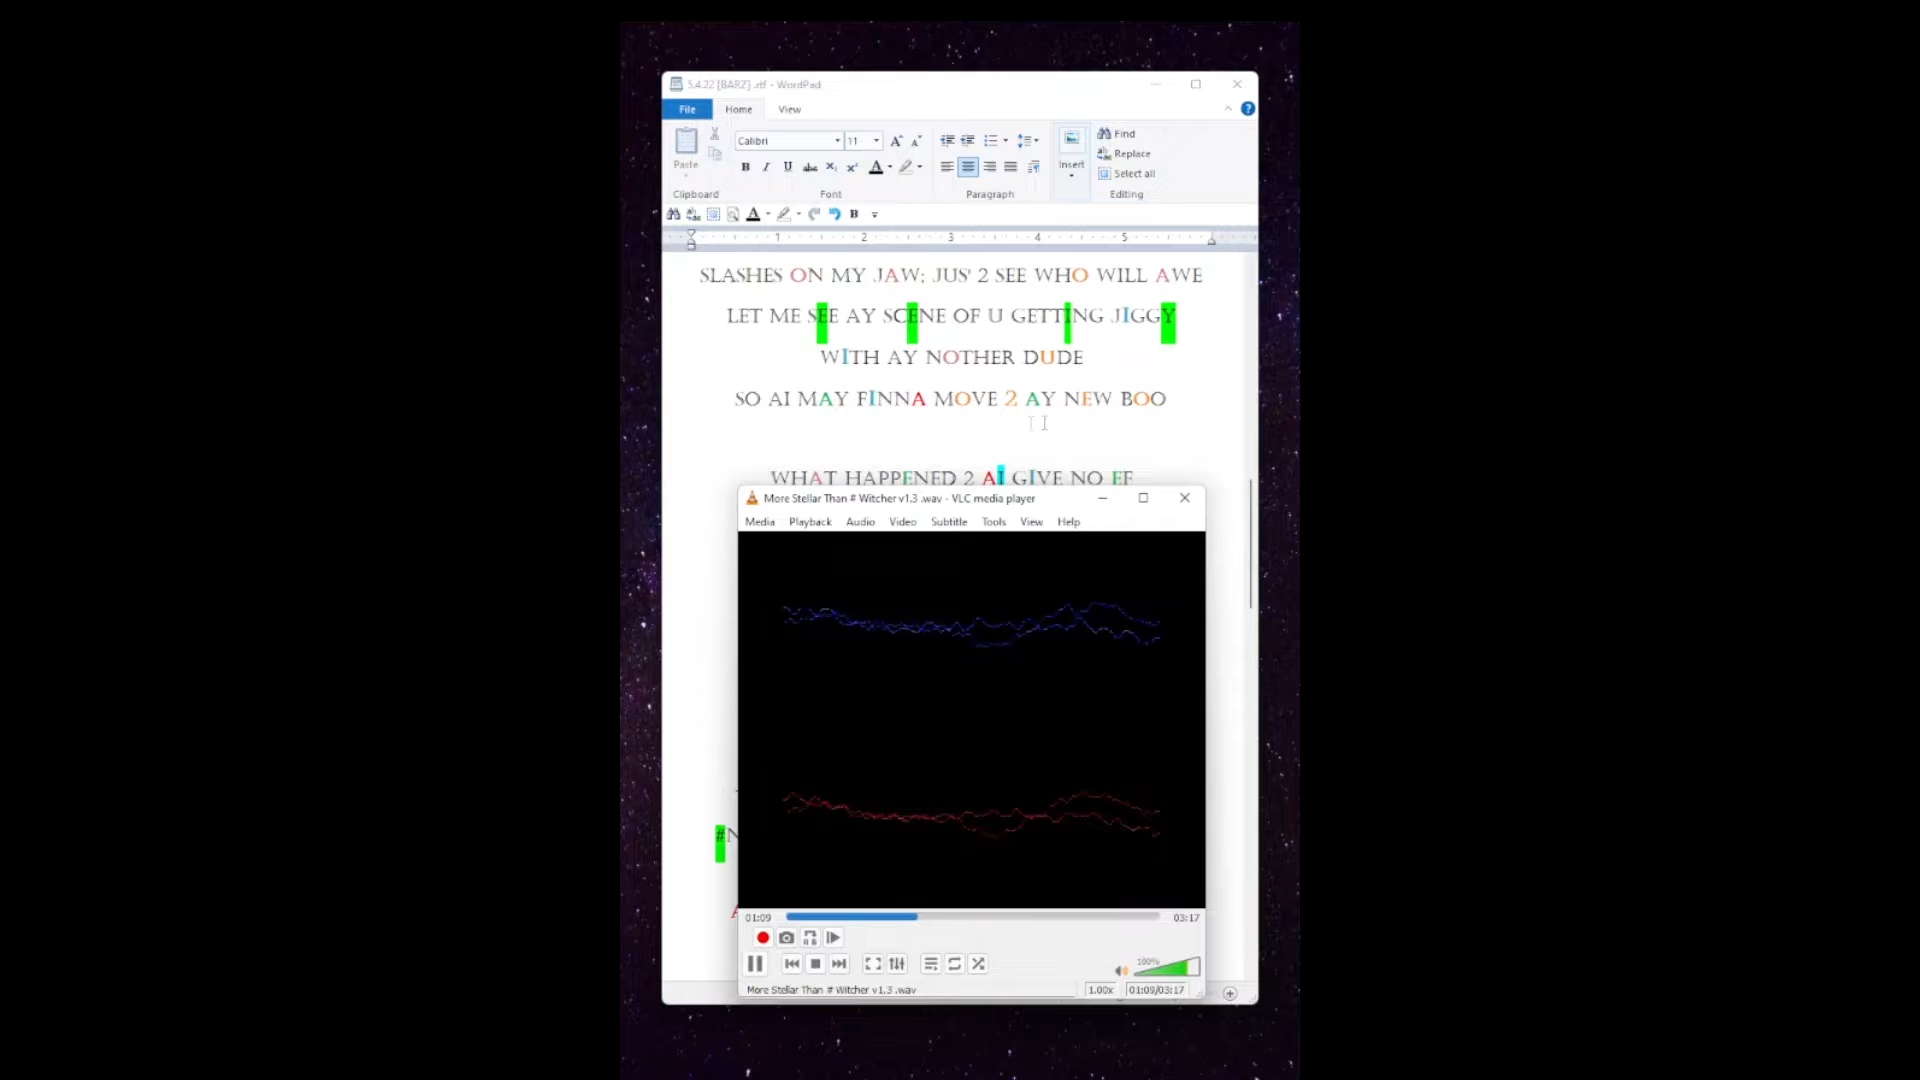 5.4.22 [BARZ] .rtf - WordPad
File Home View
Calibri 11
Find
Replace
Select all
Paste
Insert
Clipboard Font Paragraph Editing
1 2 3 4 5
SLASHES ON MY JAW; JUS' 2 SEE WHO WILL AWE
LET ME SEE AY SCENE OF U GETTING JIGGY
WITH AY NOTHER DUDE
SO AI MAY FINNA MOVE 2 AY NEW BOO
WHAT HAPPENED 2 AI GIVE NO EF
More Stellar Than # Witcher v1.3 .wav - VLC media player
Media Playback Audio Video Subtitle Tools View Help
#N
A
01:09 03:17
100%
More Stellar Than # Witcher v1.3 .wav 1.00x 01:09/03:17